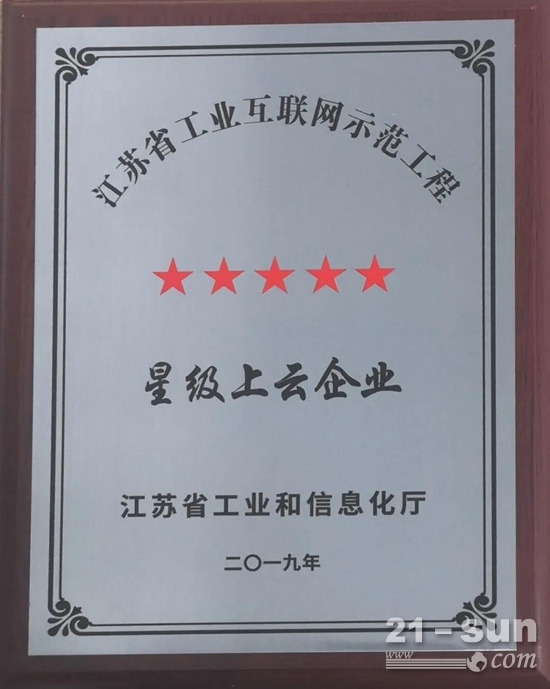 江苏省工业互联网示范工程
星级上云企业
江苏省工业和信息化厅
二〇一九年
21-sun
www
.com